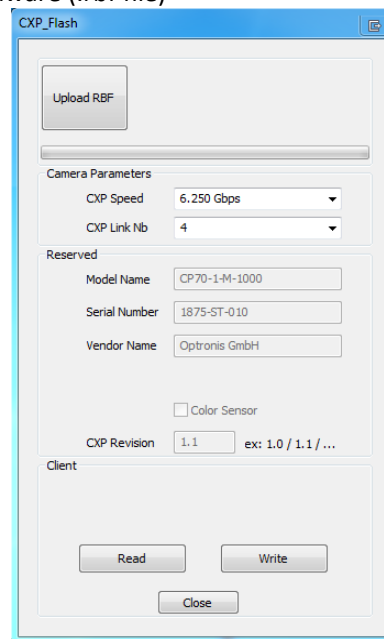 CXP_Flash
Upload RBF
Camera Parameters
CXP Speed 6.250 Gbps
CXP Link Nb 4
Reserved
Model Name CP70-1-M-1000
Serial Number 1875-ST-010
Vendor Name Optronis GmbH
Color Sensor
CXP Revision 1.1 ex: 1.0 / 1.1 / ...
Client
Read Write
Close